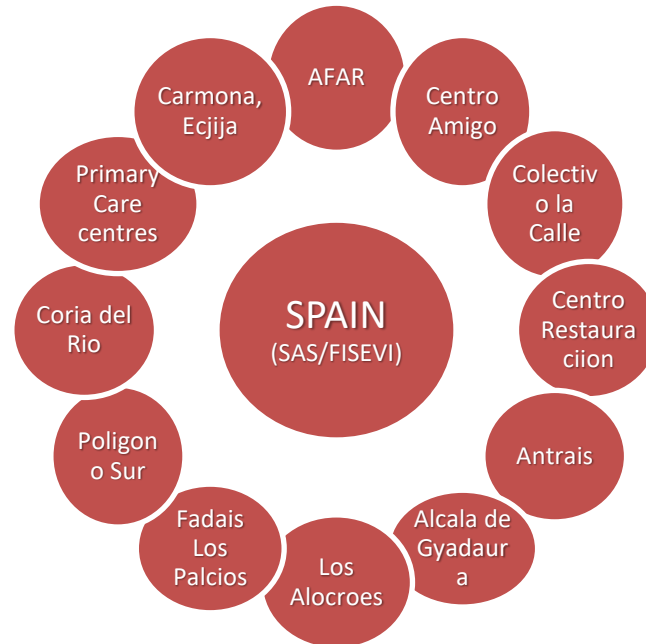 AFAR
Centro
Amigo
Colectiv
o la
Calle
Centro
Restaura
ciion
Antrais
Alcala de
Gyadaur
a
Los
Alocroes
Fadais
Los
Palcios
Poligon
o Sur
Coria del
Rio
Primary
Care
centres
Carmona,
Ecjija
SPAIN
(SAS/FISEVI)